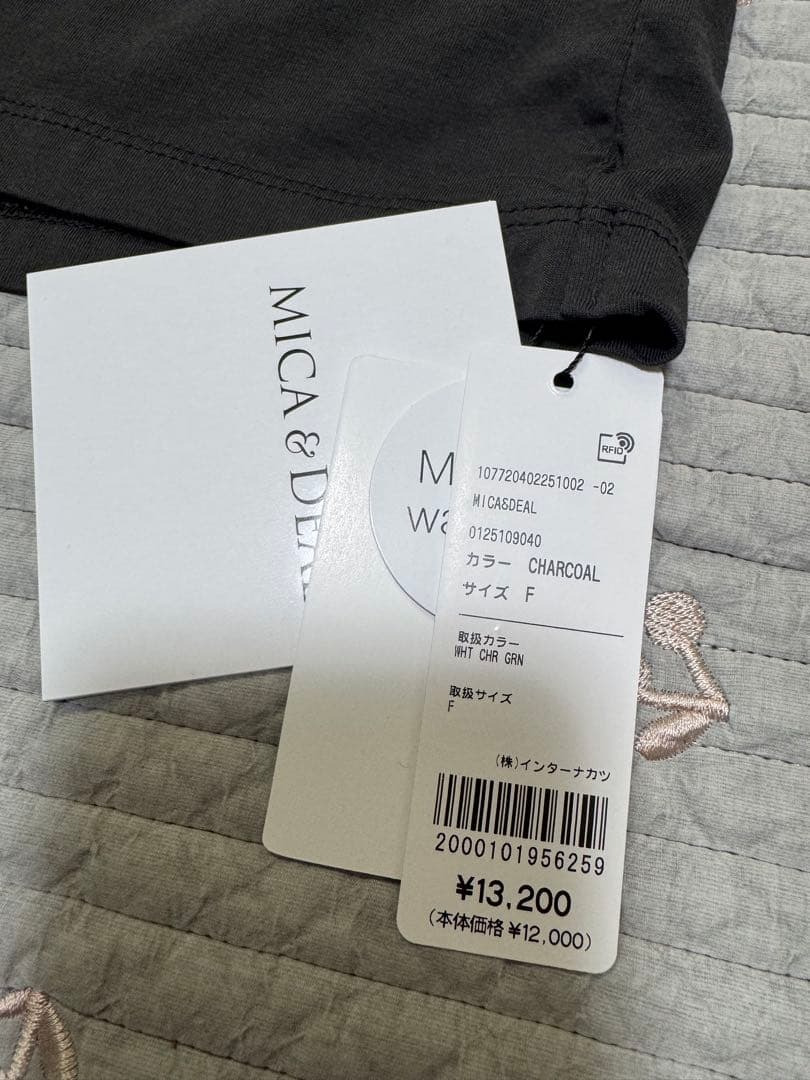 MICA & DEAL
RFID
107720402251002 -02
MICA&DEAL
0125109040
カラー CHARCOAL
サイズ F
取扱カラー
WHT CHR GRN
取扱サイズ
F
(株)インターナカツ
2000101956259
¥13,200
(本体価格¥12,000)